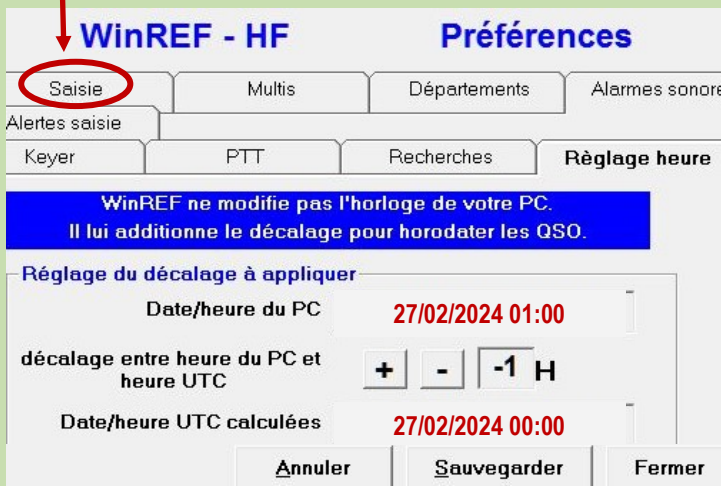 WinREF - HF Préférences
Saisie Multis Départements Alarmes sonore
Alertes saisie
Keyer PTT Recherches Règlage heure
WinREF ne modifie pas l'horloge de votre PC.
Il lui additionne le décalage pour horodater les QSO.
Réglage du décalage à appliquer
Date/heure du PC 27/02/2024 01:00
décalage entre heure du PC et
heure UTC + - -1 H
Date/heure UTC calculées 27/02/2024 00:00
Annuler Sauvegarder Fermer